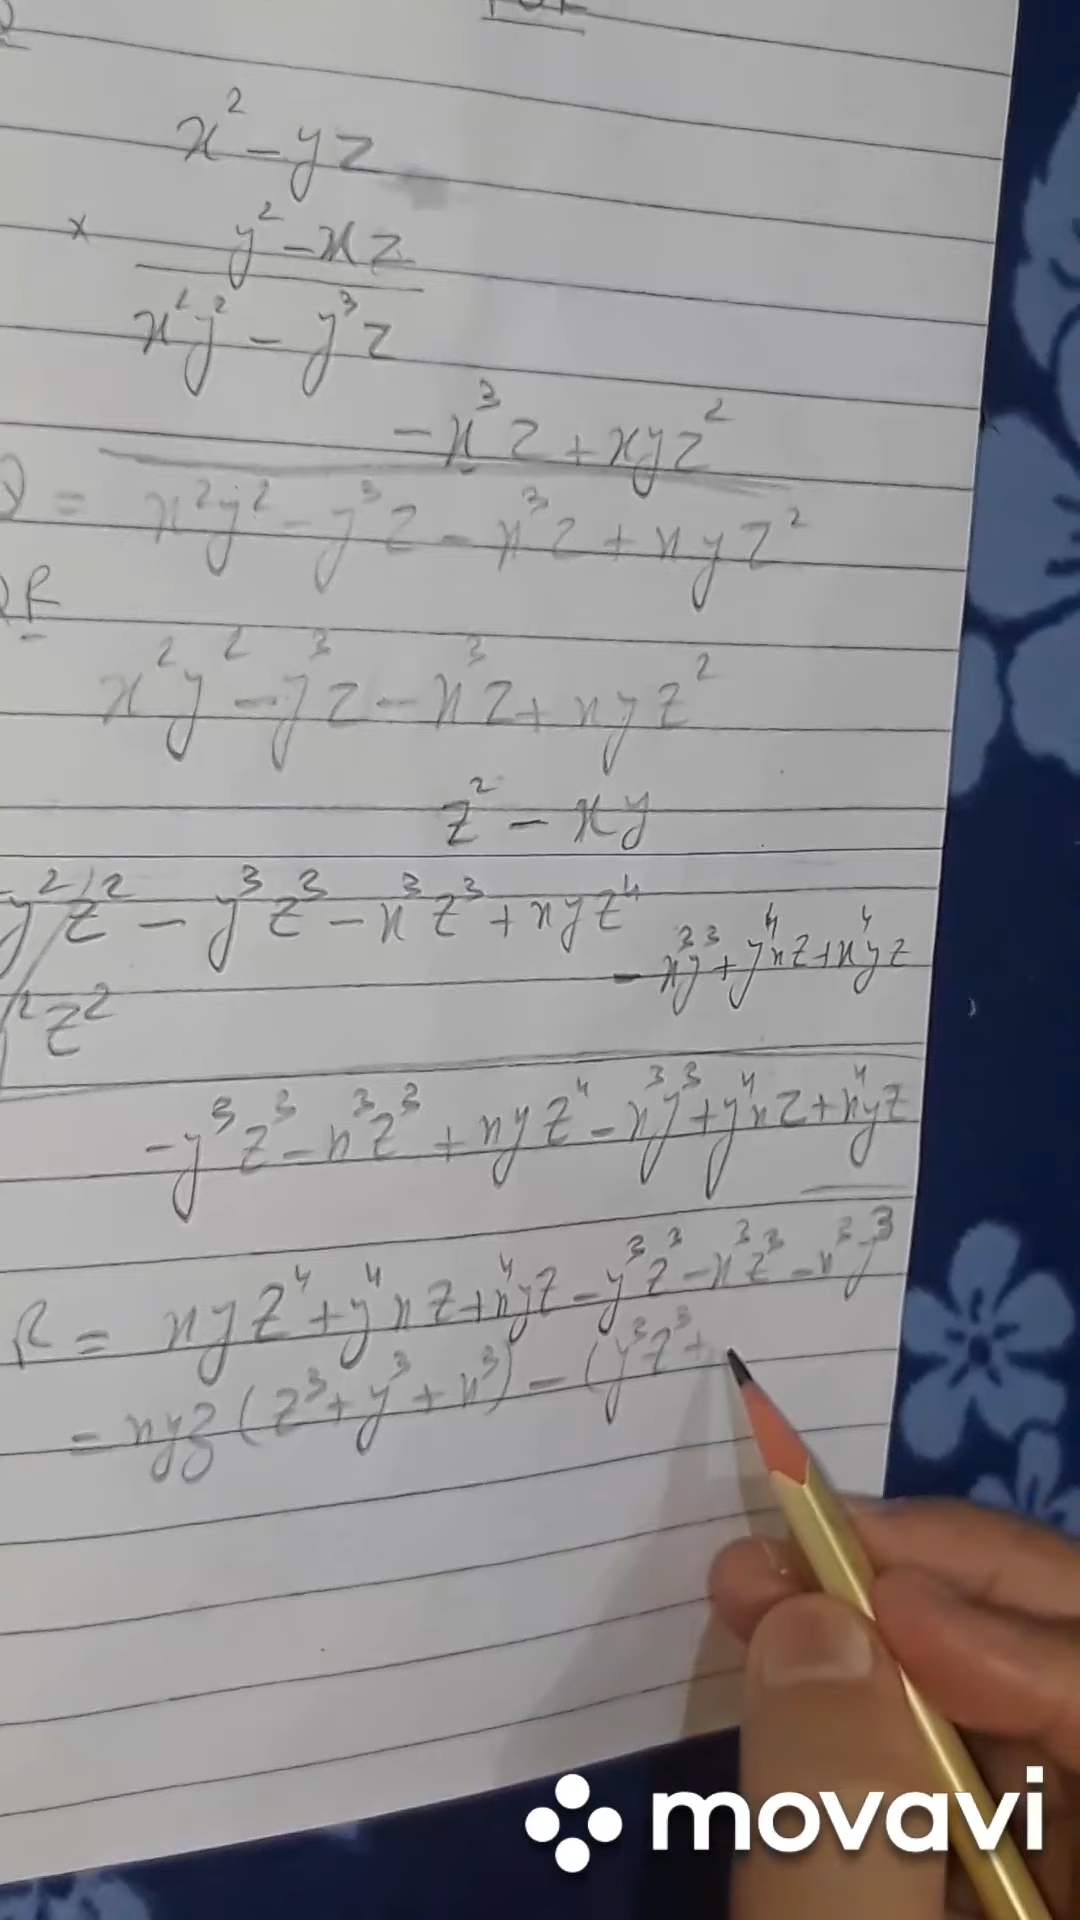 x² - yz
× y² - xz
x²y² - y³z
- x³z + xyz²
= x²y² - y³z - x³z + xyz²
x²y² - y³z - x³z + xyz²
z² - xy
y²z² - y³z³ - x³z³ + xyz⁴
- x³y³ + y⁴xz + x⁴yz
²z²
- y³z³ - x³z³ + xyz⁴ - x³y³ + y⁴xz + x⁴yz
R = xyz⁴ + y⁴xz + x⁴yz - y³z³ - x³z³ - x³y³
= xyz (z³ + y³ + x³) - (y³z³ +
movavi